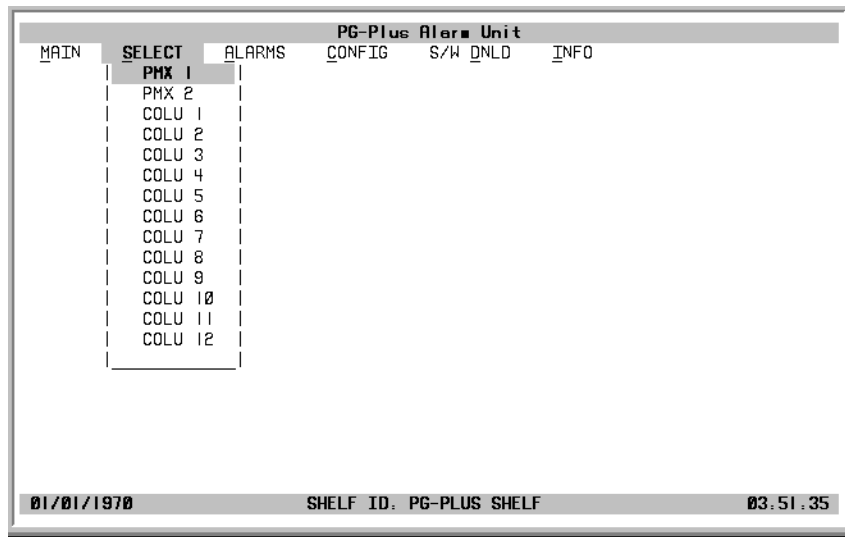 PG-Plus Alarm Unit
MAIN SELECT ALARMS CONFIG S/W DNLD INFO
PMX 1
PMX 2
COLU 1
COLU 2
COLU 3
COLU 4
COLU 5
COLU 6
COLU 7
COLU 8
COLU 9
COLU 10
COLU 11
COLU 12
01/01/1970 SHELF ID: PG-PLUS SHELF 03:51:35